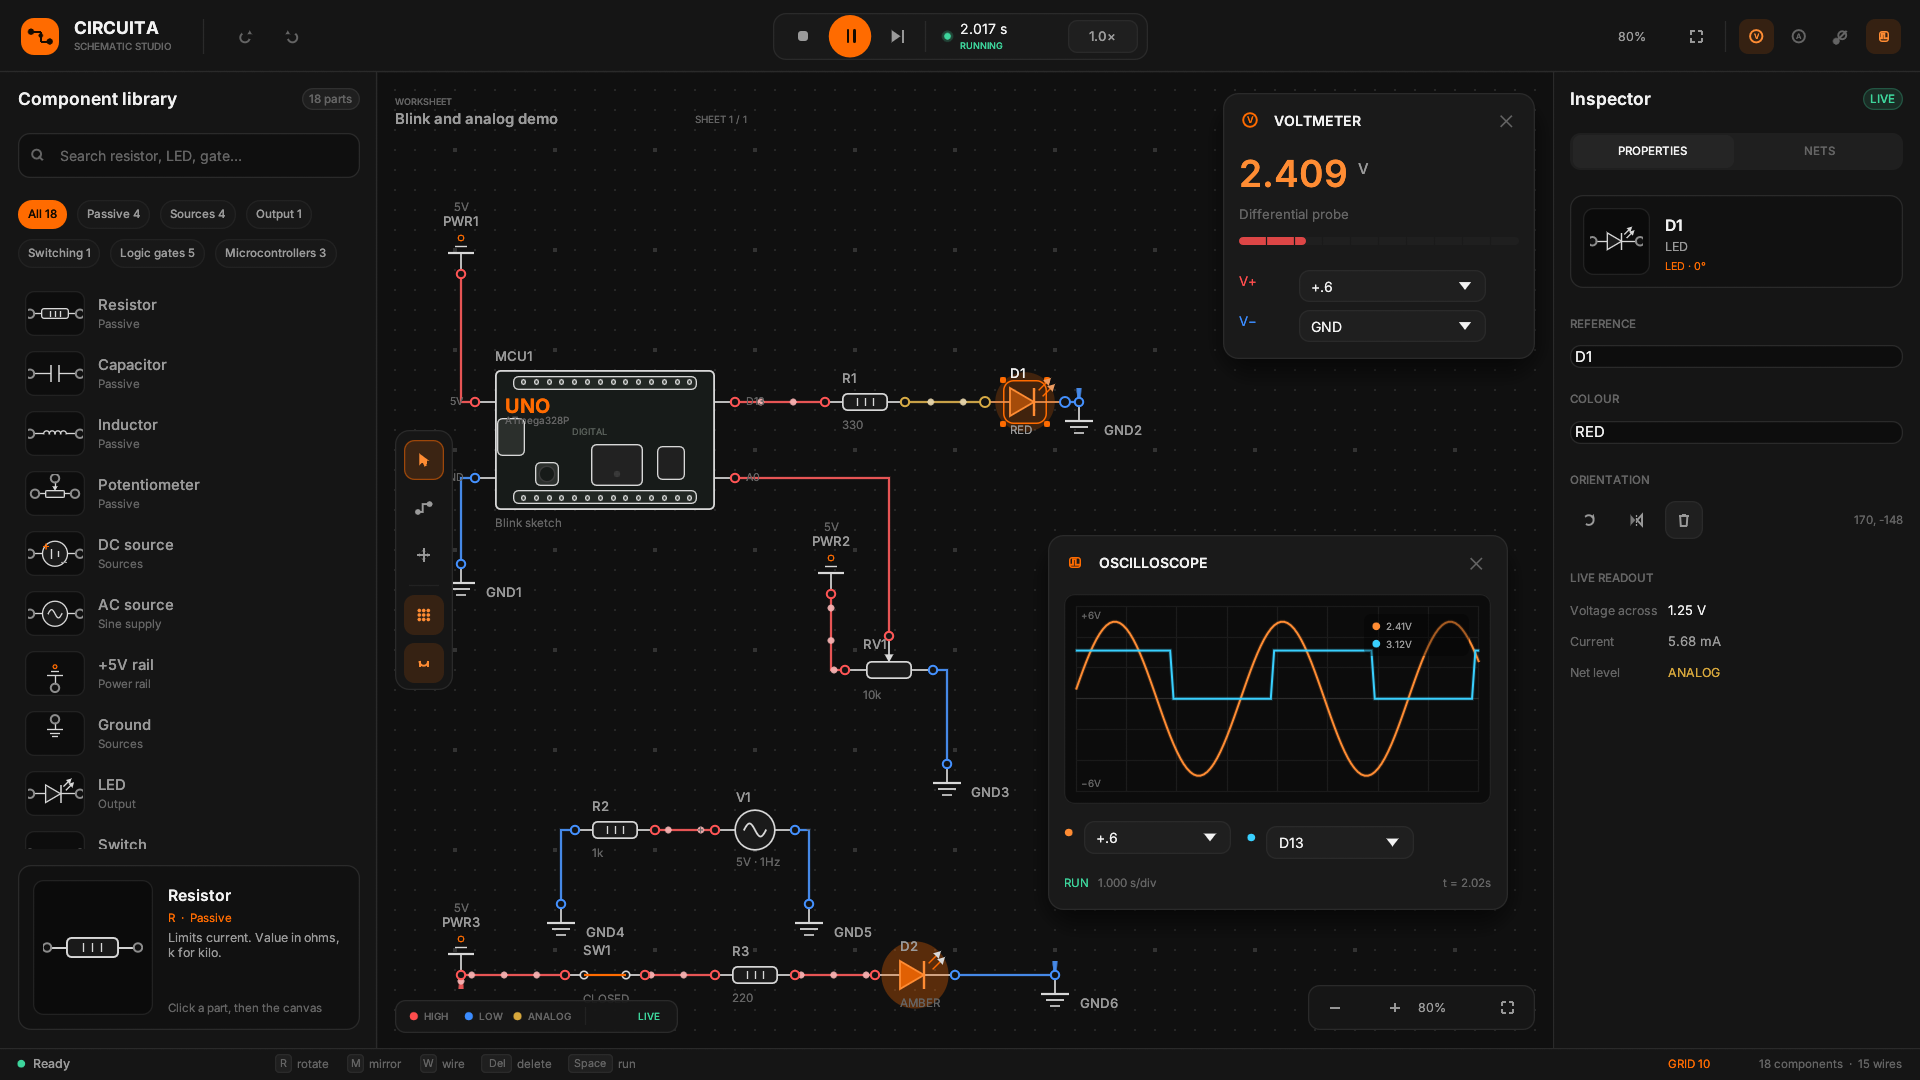 CIRCUITA
SCHEMATIC STUDIO
2.017 s
RUNNING
1.0×
80%
Component library
18 parts
Search resistor, LED, gate...
All 18
Passive 4
Sources 4
Output 1
Switching 1
Logic gates 5
Microcontrollers 3
Resistor
Passive
Capacitor
Passive
Inductor
Passive
Potentiometer
Passive
DC source
Sources
AC source
Sine supply
+5V rail
Power rail
Ground
Sources
LED
Output
Switch
Resistor
R · Passive
Limits current. Value in ohms,
k for kilo.
Click a part, then the canvas
WORKSHEET
Blink and analog demo
SHEET 1 / 1
5V
PWR1
MCU1
5V
UNO
ATmega328P
DIGITAL
D13
A0
Blink sketch
GND1
R1
330
D1
RED
GND2
5V
PWR2
RV1
10k
GND3
R2
1k
V1
5V · 1Hz
GND4
GND5
5V
PWR3
SW1
CLOSED
R3
220
D2
AMBER
GND6
HIGH
LOW
ANALOG
LIVE
VOLTMETER
2.409 V
Differential probe
V+
+.6
V−
GND
OSCILLOSCOPE
+6V
2.41V
3.12V
−6V
+.6
D13
RUN
1.000 s/div
t = 2.02s
80%
Inspector
LIVE
PROPERTIES
NETS
D1
LED
LED · 0°
REFERENCE
D1
COLOUR
RED
ORIENTATION
170, -148
LIVE READOUT
Voltage across 1.25 V
Current 5.68 mA
Net level ANALOG
Ready
R rotate
M mirror
W wire
Del delete
Space run
GRID 10
18 components · 15 wires